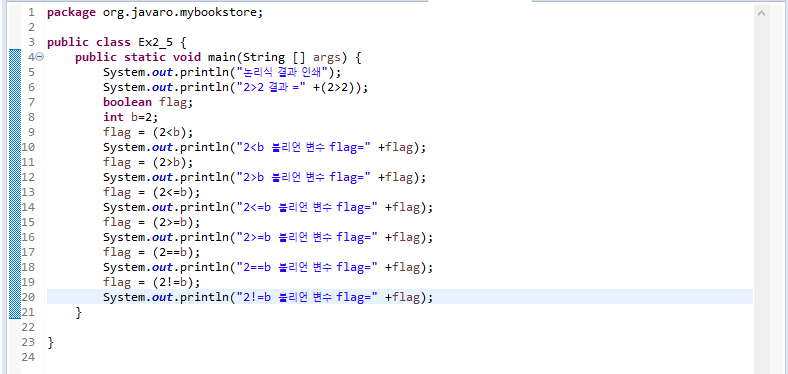 1 package org.javaro.mybookstore;
2
3 public class Ex2_5 {
4 public static void main(String [] args) {
5 System.out.println("논리식 결과 인쇄");
6 System.out.println("2>2 결과 =" +(2>2));
7 boolean flag;
8 int b=2;
9 flag = (2<b);
10 System.out.println("2<b 불리언 변수 flag=" +flag);
11 flag = (2>b);
12 System.out.println("2>b 불리언 변수 flag=" +flag);
13 flag = (2<=b);
14 System.out.println("2<=b 불리언 변수 flag=" +flag);
15 flag = (2>=b);
16 System.out.println("2>=b 불리언 변수 flag=" +flag);
17 flag = (2==b);
18 System.out.println("2==b 불리언 변수 flag=" +flag);
19 flag = (2!=b);
20 System.out.println("2!=b 불리언 변수 flag=" +flag);
21 }
22
23 }
24